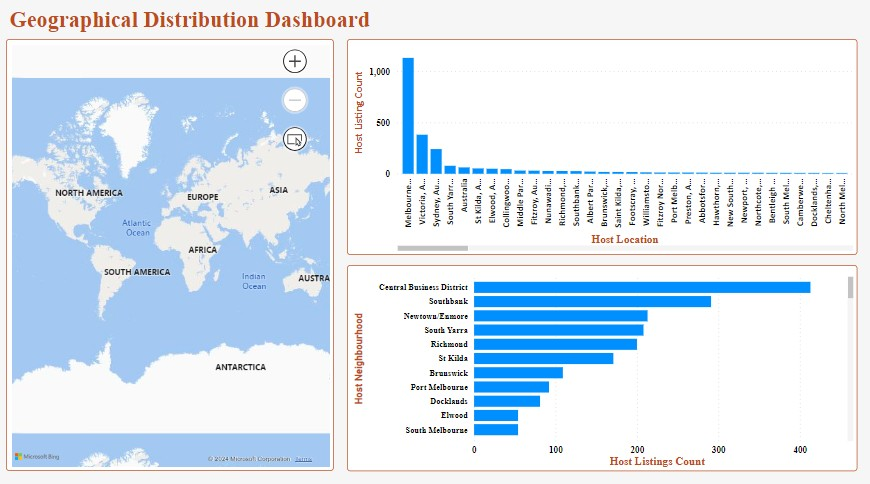 Geographical Distribution Dashboard
NORTH AMERICA
EUROPE
ASIA
Atlantic
Ocean
AFRICA
SOUTH AMERICA
Indian
Ocean
AUSTRA
ANTARCTICA
Microsoft Bing
© 2024 Microsoft Corporation Terms
Host Listing Count
1,000
500
0
Melbourne...
Victoria, A...
Sydney, Au...
South Yarr...
Australia
St Kilda, A...
Elwood, A...
Collingwoo...
Middle Par...
Fitzroy, Au...
Nunawadi...
Richmond,...
Southbank...
Albert Par...
Brunswick,...
Saint Kilda,...
Footscray,...
Williamsto...
Fitzroy Nor...
Port Melb...
Preston, A...
Abbotsfor...
Hawthorn,...
New South...
Newport, ...
Northcote,...
Bentleigh ...
South Mel...
Camberwe...
Docklands,...
Cheltenha...
North Mel...
Host Location
Host Neighbourhood
Central Business District
Southbank
Newtown/Enmore
South Yarra
Richmond
St Kilda
Brunswick
Port Melbourne
Docklands
Elwood
South Melbourne
0 100 200 300 400
Host Listings Count